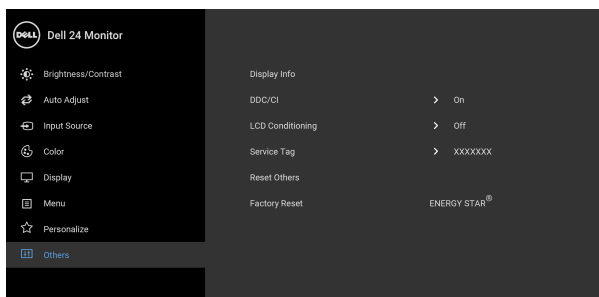 DELL Dell 24 Monitor
Brightness/Contrast
Auto Adjust
Input Source
Color
Display
Menu
Personalize
Others
Display Info
DDC/CI > On
LCD Conditioning > Off
Service Tag > XXXXXXX
Reset Others
Factory Reset ENERGY STAR®